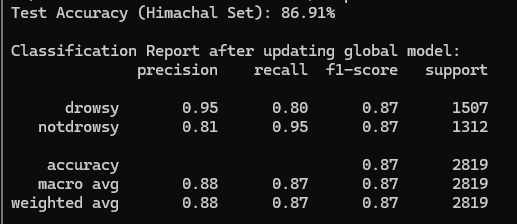 Test Accuracy (Himachal Set): 86.91%
Classification Report after updating global model:
precision recall f1-score support
drowsy 0.95 0.80 0.87 1507
notdrowsy 0.81 0.95 0.87 1312
accuracy 0.87 2819
macro avg 0.88 0.87 0.87 2819
weighted avg 0.88 0.87 0.87 2819